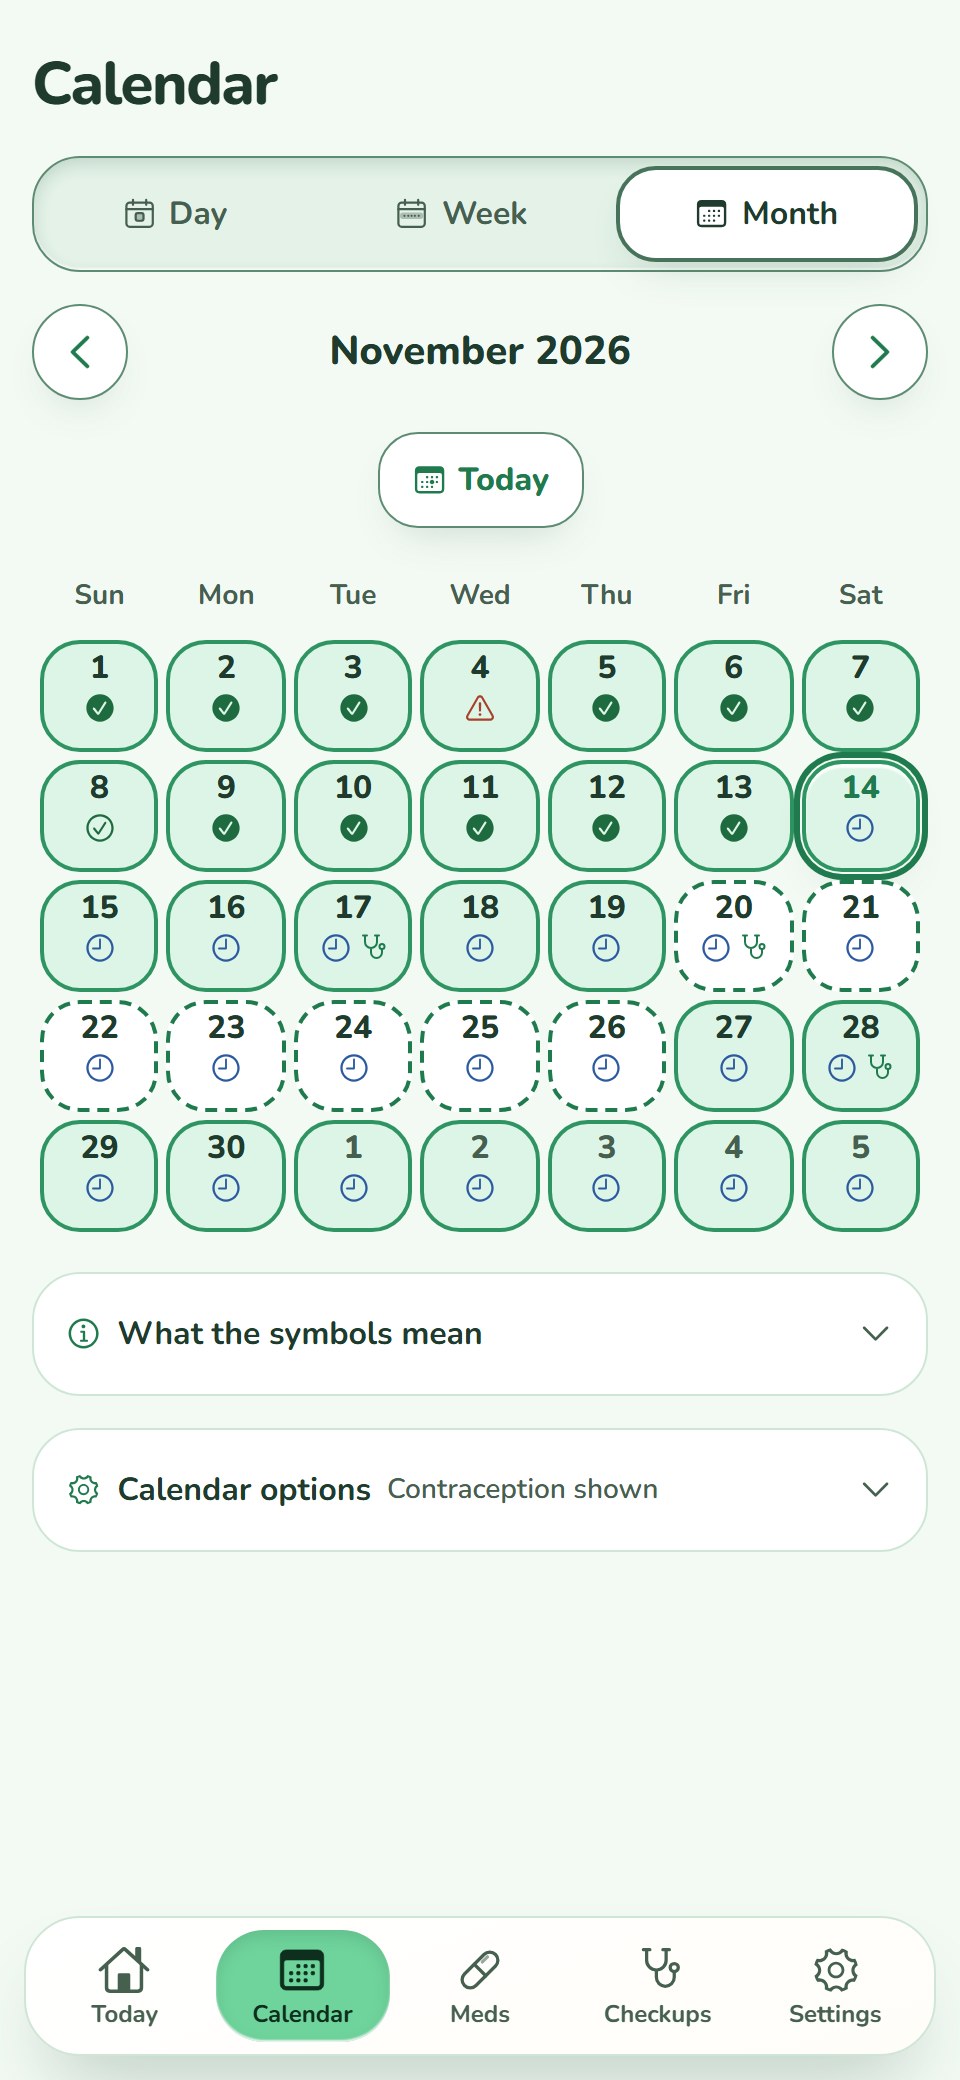 Calendar
Day Week Month
November 2026
Today
Sun Mon Tue Wed Thu Fri Sat
1 2 3 4 5 6 7
8 9 10 11 12 13 14
15 16 17 18 19 20 21
22 23 24 25 26 27 28
29 30 1 2 3 4 5
What the symbols mean
Calendar options Contraception shown
Today Calendar Meds Checkups Settings